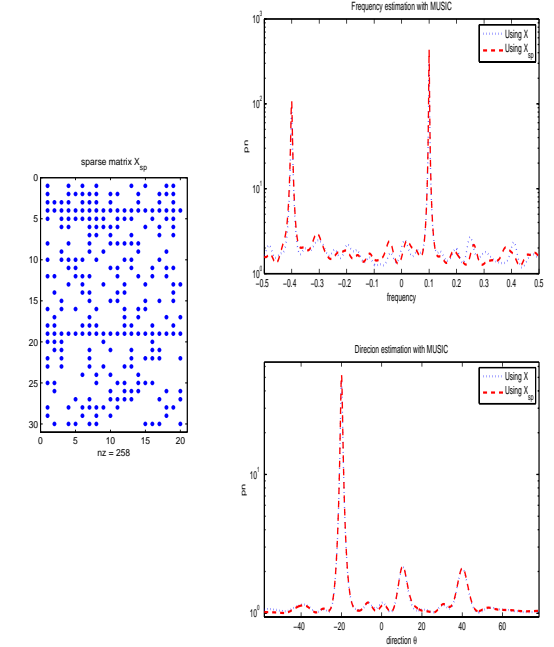 Frequency estimation with MUSIC
10^3
10^2
10^1
10^0
pn
Using X
Using X_sp
−0.5 −0.4 −0.3 −0.2 −0.1 0 0.1 0.2 0.3 0.4 0.5
frequency
sparse matrix X_sp
0
5
10
15
20
25
30
0 5 10 15 20
nz = 258
Direcion estimation with MUSIC
10^1
10^0
pn
Using X
Using X_sp
−40 −20 0 20 40 60
direction θ